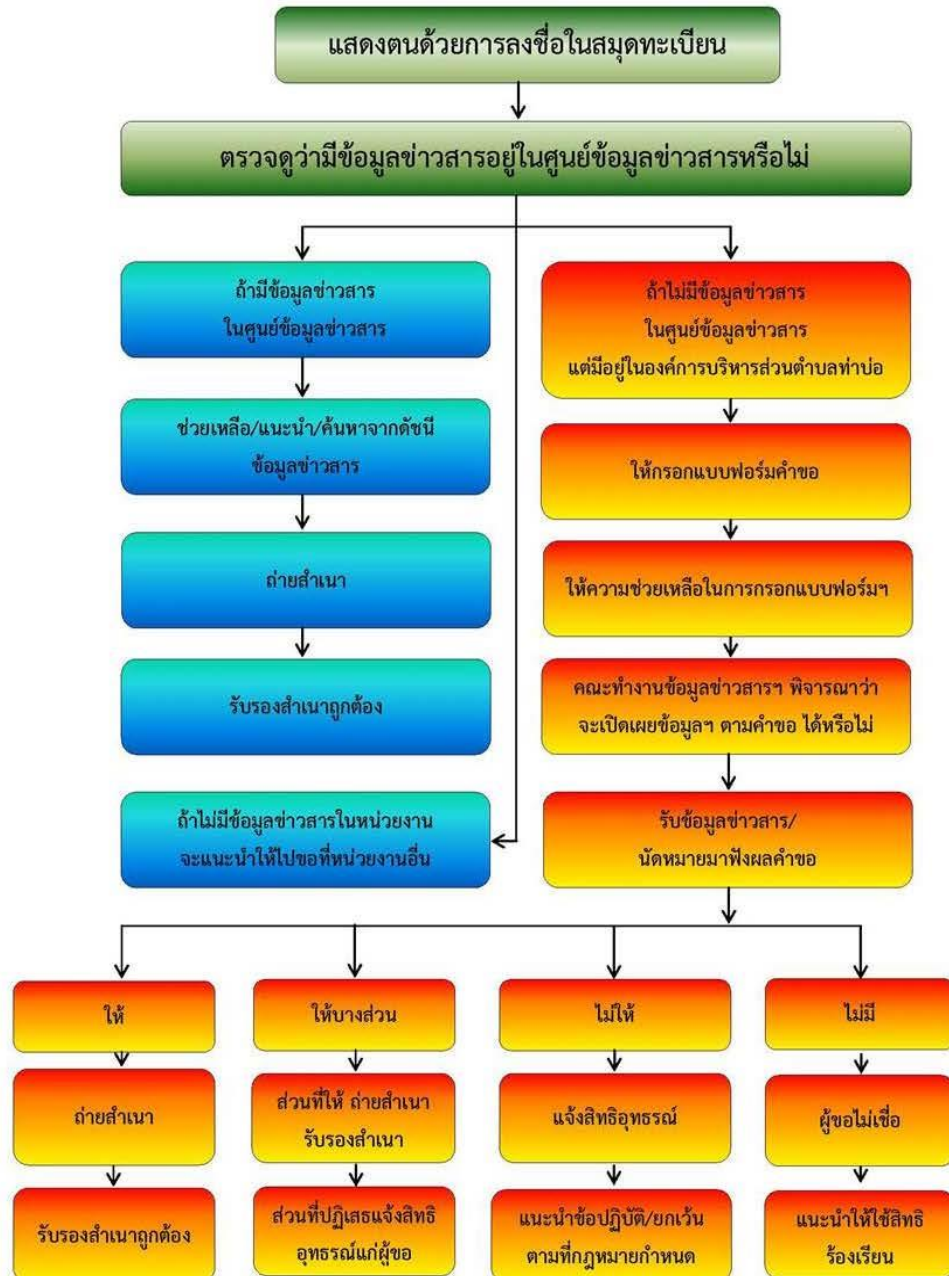 แสดงตนด้วยการลงชื่อในสมุดทะเบียน
ตรวจดูว่ามีข้อมูลข่าวสารอยู่ในศูนย์ข้อมูลข่าวสารหรือไม่
ถ้ามีข้อมูลข่าวสาร
ในศูนย์ข้อมูลข่าวสาร
ช่วยเหลือ/แนะนำ/ค้นหาจากดัชนี
ข้อมูลข่าวสาร
ถ่ายสำเนา
รับรองสำเนาถูกต้อง
ถ้าไม่มีข้อมูลข่าวสารในหน่วยงาน
จะแนะนำให้ไปขอที่หน่วยงานอื่น
ถ้าไม่มีข้อมูลข่าวสาร
ในศูนย์ข้อมูลข่าวสาร
แต่มีอยู่ในองค์การบริหารส่วนตำบลท่าบ่อ
ให้กรอกแบบฟอร์มคำขอ
ให้ความช่วยเหลือในการกรอกแบบฟอร์มฯ
คณะทำงานข้อมูลข่าวสารฯ พิจารณาว่า
จะเปิดเผยข้อมูลฯ ตามคำขอ ได้หรือไม่
รับข้อมูลข่าวสาร/
นัดหมายมาฟังผลคำขอ
ให้
ถ่ายสำเนา
รับรองสำเนาถูกต้อง
ให้บางส่วน
ส่วนที่ให้ ถ่ายสำเนา
รับรองสำเนา
ส่วนที่ปฏิเสธแจ้งสิทธิ
อุทธรณ์แก่ผู้ขอ
ไม่ให้
แจ้งสิทธิอุทธรณ์
แนะนำข้อปฏิบัติ/ยกเว้น
ตามที่กฎหมายกำหนด
ไม่มี
ผู้ขอไม่เชื่อ
แนะนำให้ใช้สิทธิ
ร้องเรียน